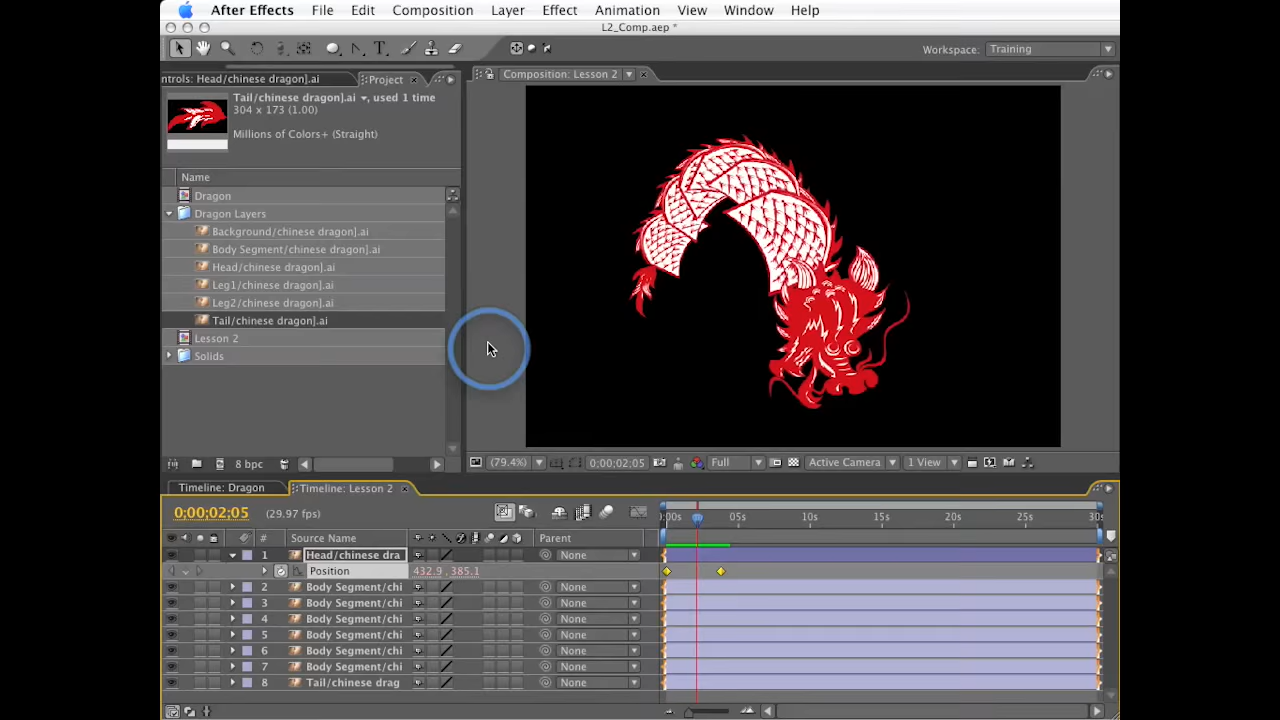 After Effects File Edit Composition Layer Effect Animation View Window Help
L2_Comp.aep *
Workspace: Training
ntrols: Head/chinese dragon].ai
Project
Composition: Lesson 2
Tail/chinese dragon].ai , used 1 time
304 x 173 (1.00)
Millions of Colors+ (Straight)
Name
Dragon
Dragon Layers
Background/chinese dragon].ai
Body Segment/chinese dragon].ai
Head/chinese dragon].ai
Leg1/chinese dragon].ai
Leg2/chinese dragon].ai
Tail/chinese dragon].ai
Lesson 2
Solids
8 bpc
(79.4%) 0;00;02;05 Full Active Camera 1 View
Timeline: Dragon Timeline: Lesson 2
0;00;02;05 (29.97 fps)
:00s 05s 10s 15s 20s 25s 30s
# Source Name Parent
1 Head/chinese dra None
Position 432.9 , 385.1
2 Body Segment/chi None
3 Body Segment/chi None
4 Body Segment/chi None
5 Body Segment/chi None
6 Body Segment/chi None
7 Body Segment/chi None
8 Tail/chinese drag None